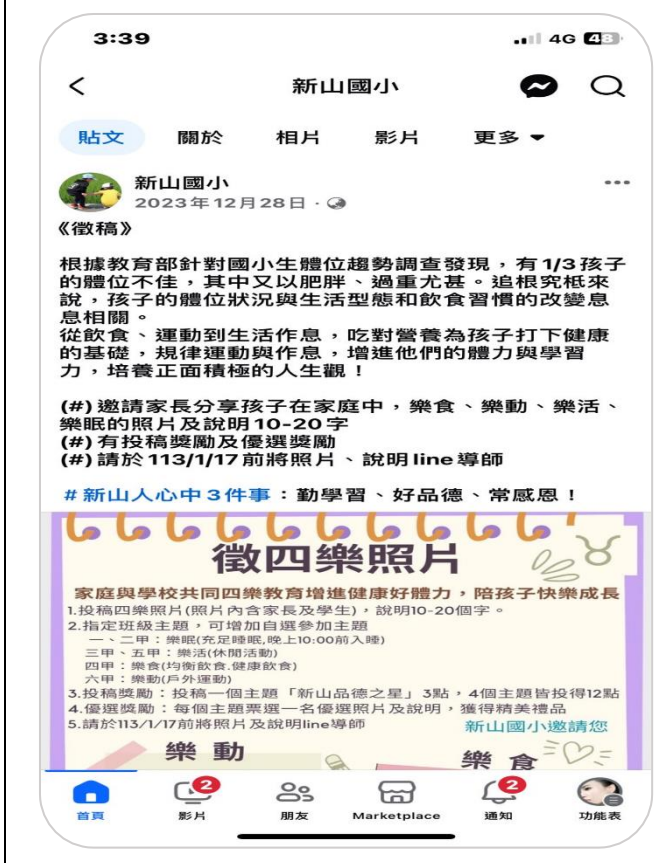 3:39
4G 48
新山國小
貼文 關於 相片 影片 更多
新山國小
2023年12月28日
《徵稿》
根據教育部針對國小生體位趨勢調查發現，有1/3孩子
的體位不佳，其中又以肥胖、過重尤甚。追根究柢來
說，孩子的體位狀況與生活型態和飲食習慣的改變息
息相關。
從飲食、運動到生活作息，吃對營養為孩子打下健康
的基礎，規律運動與作息，增進他們的體力與學習
力，培養正面積極的人生觀！
(#)邀請家長分享孩子在家庭中，樂食、樂動、樂活、
樂眠的照片及說明10-20字
(#)有投稿獎勵及優選獎勵
(#)請於113/1/17前將照片、說明line導師
#新山人心中3件事：勤學習、好品德、常感恩！
徵四樂照片
家庭與學校共同四樂教育增進健康好體力，陪孩子快樂成長
1.投稿四樂照片(照片內含家長及學生)，說明10-20個字。
2.指定班級主題，可增加自選參加主題
一、二甲：樂眠(充足睡眠,晚上10:00前入睡)
三甲、五甲：樂活(休閒活動)
四甲：樂食(均衡飲食.健康飲食)
六甲：樂動(戶外運動)
3.投稿獎勵：投稿一個主題「新山品德之星」3點，4個主題皆投得12點
4.優選獎勵：每個主題票選一名優選照片及說明，獲得精美禮品
5.請於113/1/17前將照片及說明line導師
新山國小邀請您
樂 動
樂 食
2
2
首頁 影片 朋友 Marketplace 通知 功能表